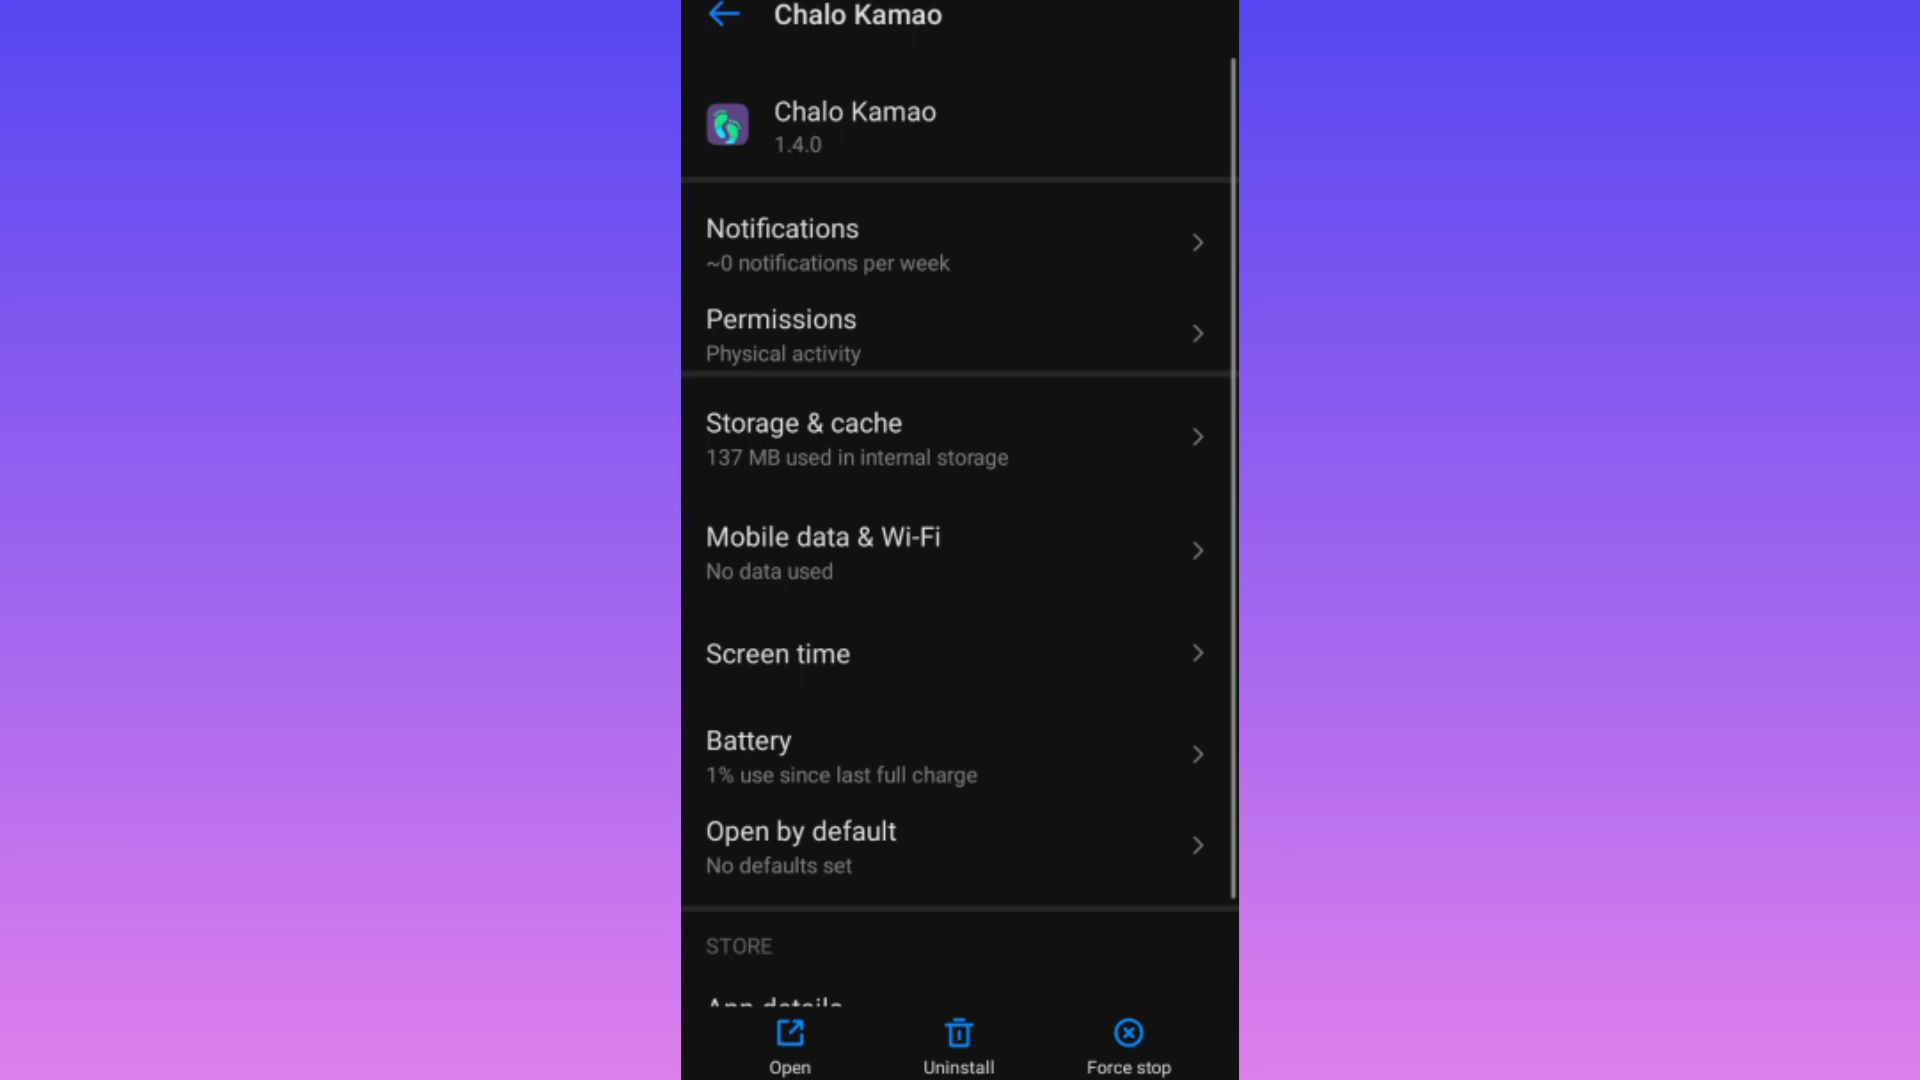 Chalo Kamao
Chalo Kamao
1.4.0
Notifications
~0 notifications per week
Permissions
Physical activity
Storage & cache
137 MB used in internal storage
Mobile data & Wi-Fi
No data used
Screen time
Battery
1% use since last full charge
Open by default
No defaults set
STORE
App details
Open
Uninstall
Force stop